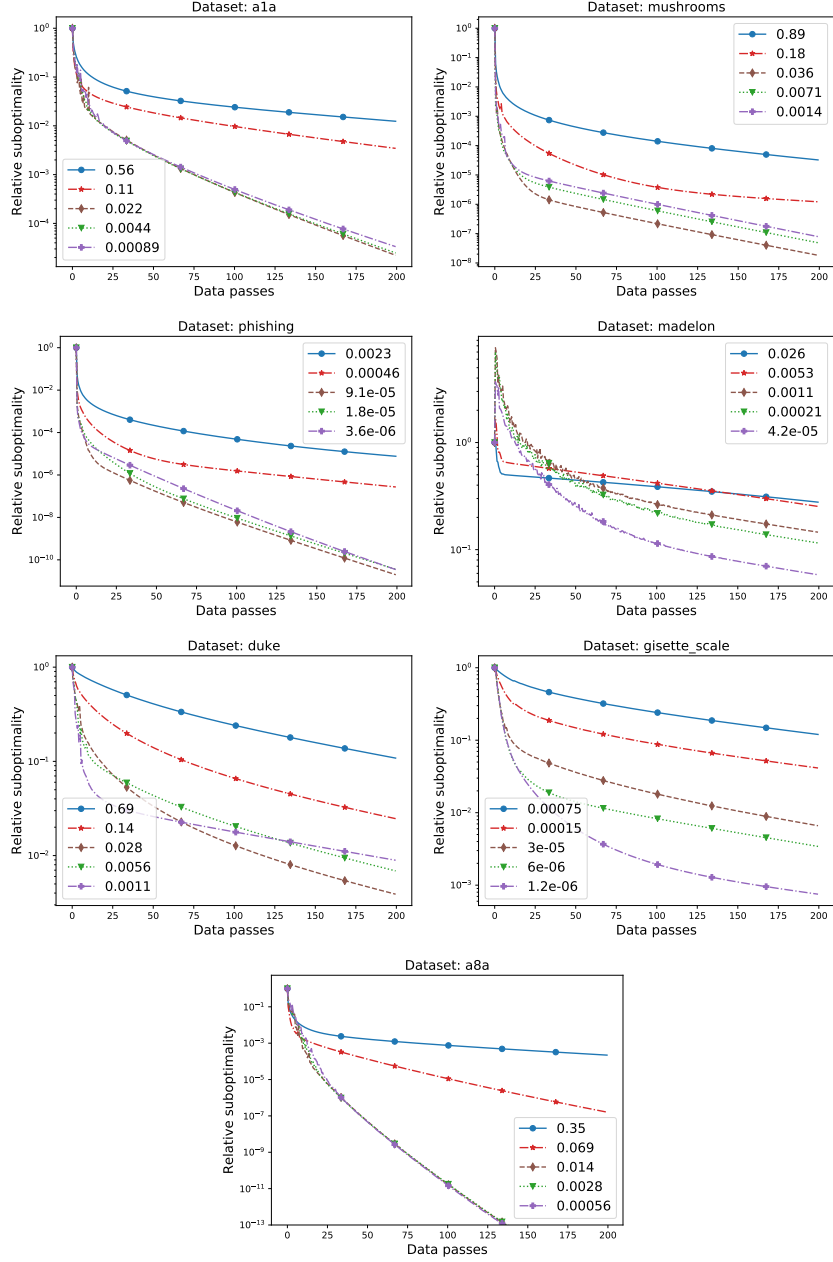 Dataset: a1a
Relative suboptimality
10⁰
10⁻¹
10⁻²
10⁻³
10⁻⁴
0.56
0.11
0.022
0.0044
0.00089
0 25 50 75 100 125 150 175 200
Data passes
Dataset: mushrooms
Relative suboptimality
10⁰
10⁻¹
10⁻²
10⁻³
10⁻⁴
10⁻⁵
10⁻⁶
10⁻⁷
10⁻⁸
0.89
0.18
0.036
0.0071
0.0014
0 25 50 75 100 125 150 175 200
Data passes
Dataset: phishing
Relative suboptimality
10⁰
10⁻²
10⁻⁴
10⁻⁶
10⁻⁸
10⁻¹⁰
0.0023
0.00046
9.1e-05
1.8e-05
3.6e-06
0 25 50 75 100 125 150 175 200
Data passes
Dataset: madelon
Relative suboptimality
10⁰
10⁻¹
0.026
0.0053
0.0011
0.00021
4.2e-05
0 25 50 75 100 125 150 175 200
Data passes
Dataset: duke
Relative suboptimality
10⁰
10⁻¹
10⁻²
0.69
0.14
0.028
0.0056
0.0011
0 25 50 75 100 125 150 175 200
Data passes
Dataset: gisette_scale
Relative suboptimality
10⁰
10⁻¹
10⁻²
10⁻³
0.00075
0.00015
3e-05
6e-06
1.2e-06
0 25 50 75 100 125 150 175 200
Data passes
Dataset: a8a
Relative suboptimality
10⁻¹
10⁻³
10⁻⁵
10⁻⁷
10⁻⁹
10⁻¹¹
10⁻¹³
0.35
0.069
0.014
0.0028
0.00056
0 25 50 75 100 125 150 175 200
Data passes